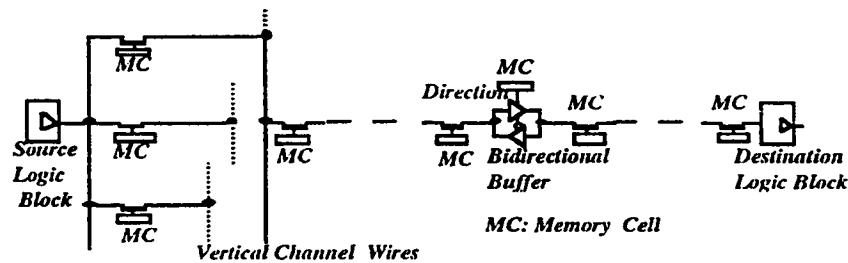 MC
MC
Direction
MC
Source
Logic
Block
MC
MC
MC
Bidirectional
Buffer
MC
Destination
Logic Block
MC
MC: Memory Cell
Vertical Channel Wires